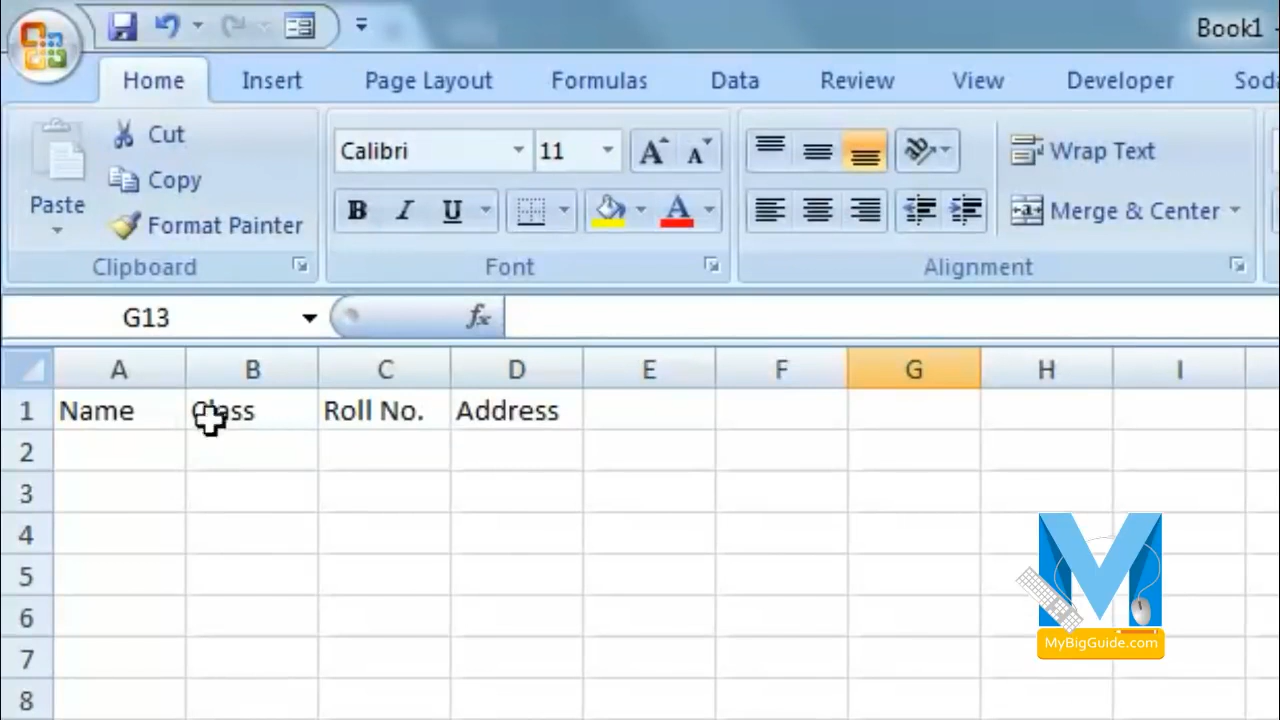 Book1 -
Home Insert Page Layout Formulas Data Review View Developer Soda
Cut
Copy
Paste
Format Painter
Clipboard
Calibri 11 A A
B I U A
Font
Wrap Text
Merge & Center
Alignment
G13 fx
A B C D E F G H I
1 Name Class Roll No. Address
2
3
4
5
6
7
8
MyBigGuide.com